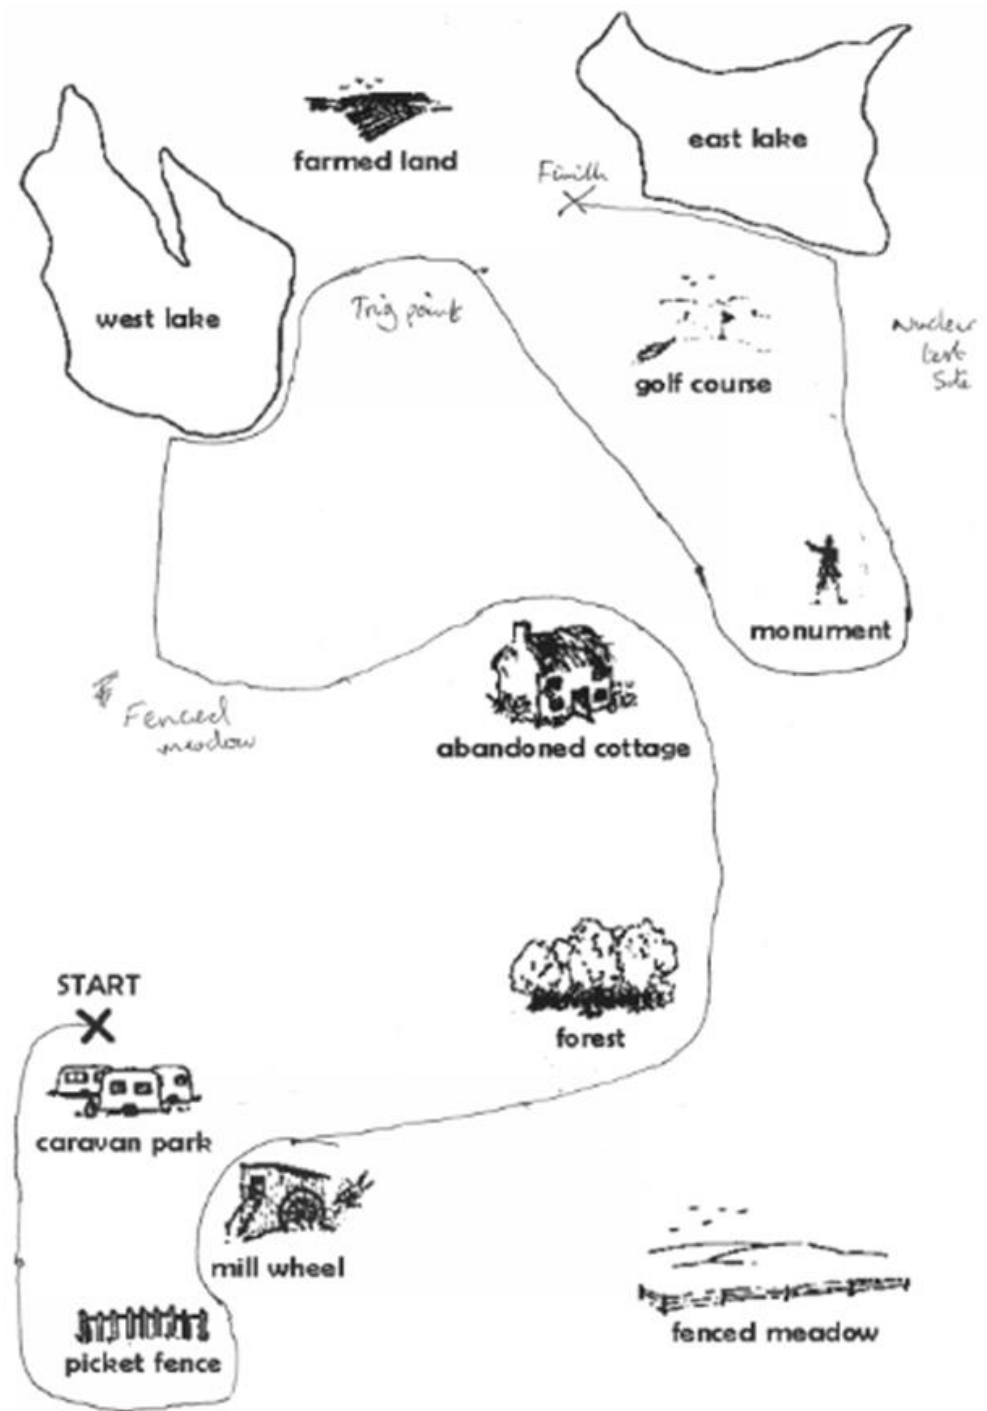 east lake
farmed land
Finish
west lake
Trig point
golf course
Nuclear
test
Site
monument
Fenced
meadow
abandoned cottage
START
forest
caravan park
mill wheel
picket fence
fenced meadow